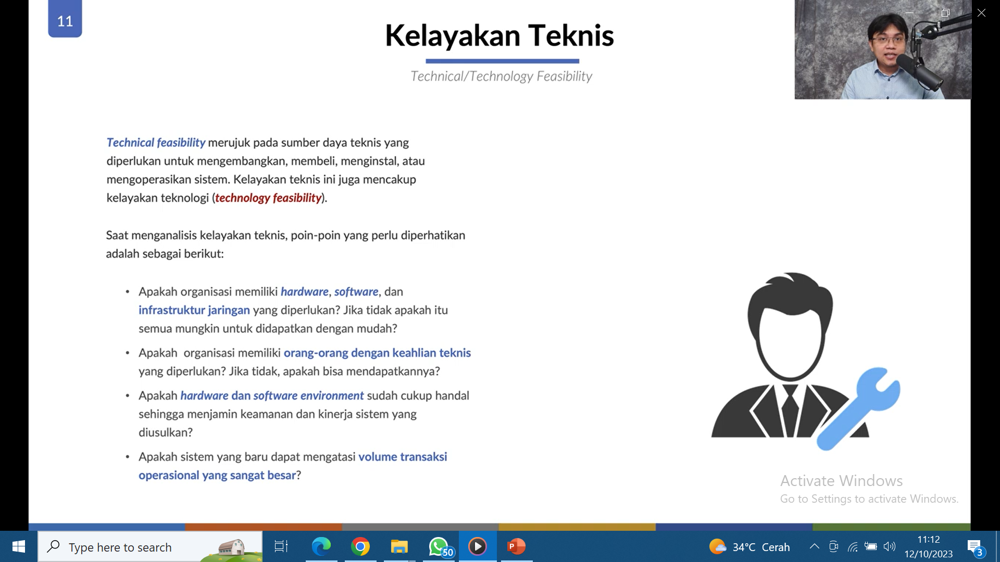 11
Kelayakan Teknis
Technical/Technology Feasibility
Technical feasibility merujuk pada sumber daya teknis yang
diperlukan untuk mengembangkan, membeli, menginstal, atau
mengoperasikan sistem. Kelayakan teknis ini juga mencakup
kelayakan teknologi (technology feasibility).
Saat menganalisis kelayakan teknis, poin-poin yang perlu diperhatikan
adalah sebagai berikut:
• Apakah organisasi memiliki hardware, software, dan
infrastruktur jaringan yang diperlukan? Jika tidak apakah itu
semua mungkin untuk didapatkan dengan mudah?
• Apakah organisasi memiliki orang-orang dengan keahlian teknis
yang diperlukan? Jika tidak, apakah bisa mendapatkannya?
• Apakah hardware dan software environment sudah cukup handal
sehingga menjamin keamanan dan kinerja sistem yang
diusulkan?
• Apakah sistem yang baru dapat mengatasi volume transaksi
operasional yang sangat besar?
Activate Windows
Go to Settings to activate Windows.
Type here to search
50
P
34°C Cerah
11:12
12/10/2023
3